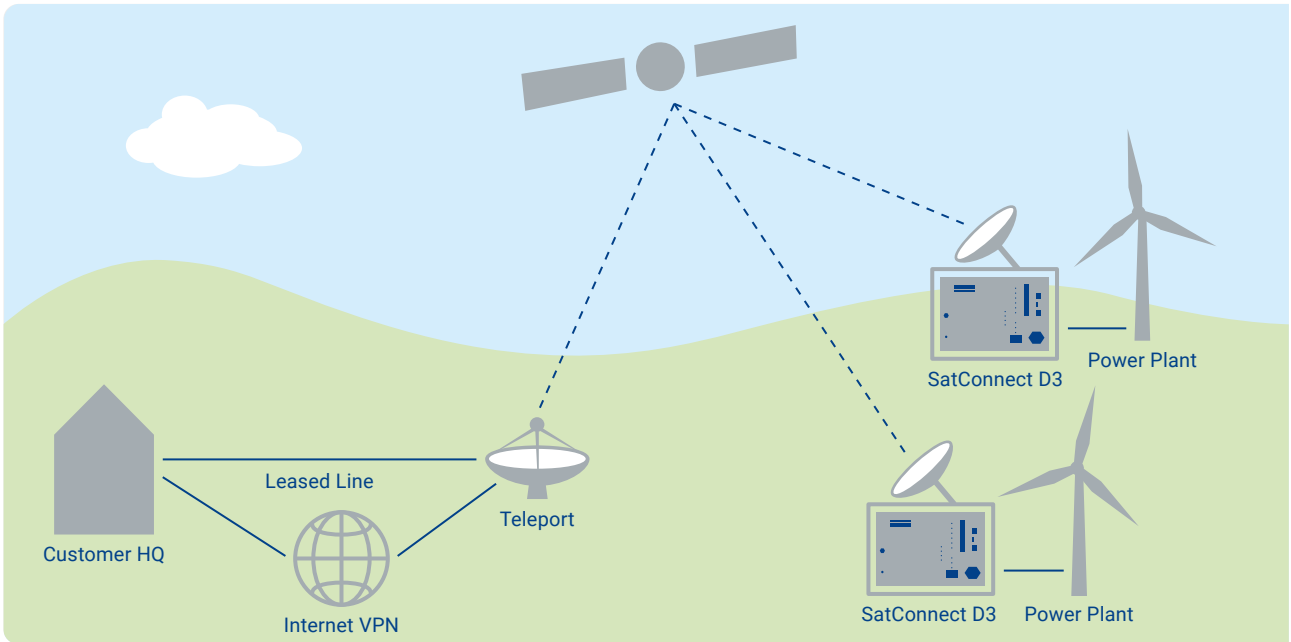 Power Plant
SatConnect D3
Leased Line
Teleport
Customer HQ
SatConnect D3
Power Plant
Internet VPN